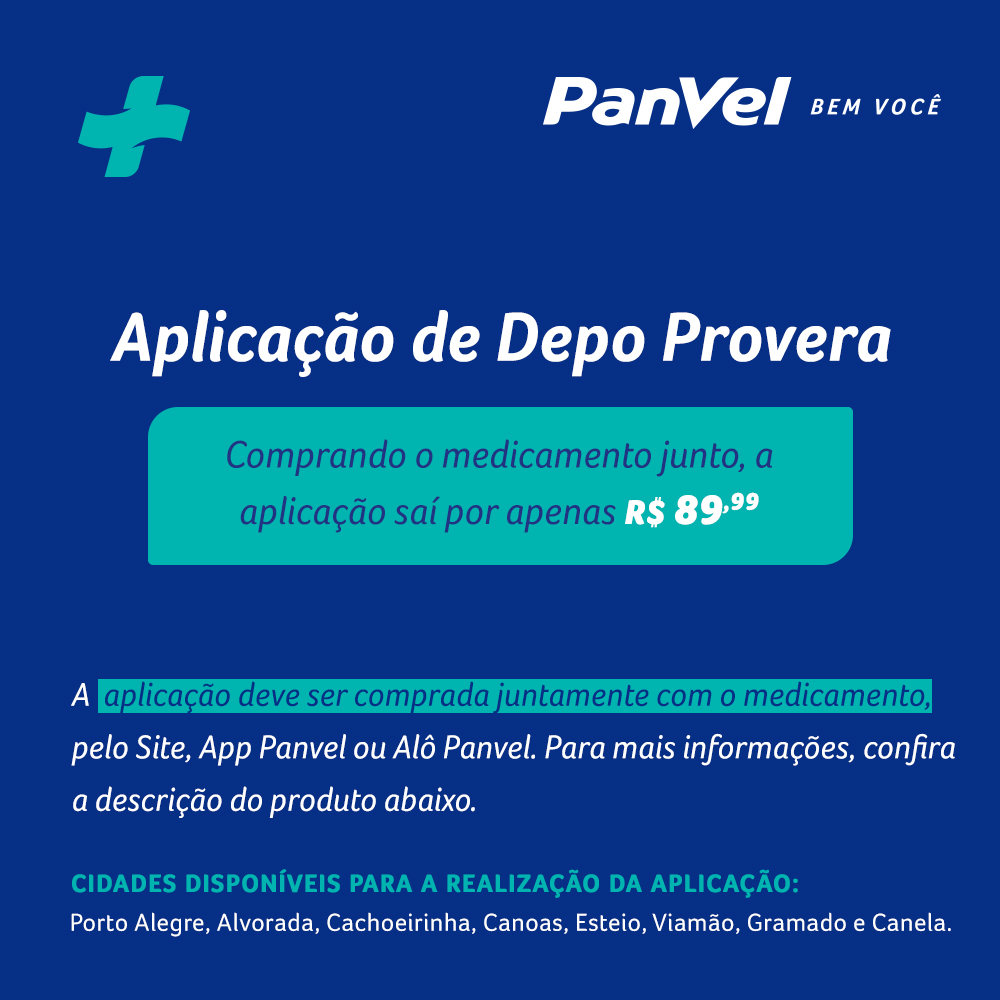 PanVel BEM VOCÊ
Aplicação de Depo Provera
Comprando o medicamento junto, a
aplicação saí por apenas R$ 89,99
A aplicação deve ser comprada juntamente com o medicamento,
pelo Site, App Panvel ou Alô Panvel. Para mais informações, confira
a descrição do produto abaixo.
CIDADES DISPONÍVEIS PARA A REALIZAÇÃO DA APLICAÇÃO:
Porto Alegre, Alvorada, Cachoeirinha, Canoas, Esteio, Viamão, Gramado e Canela.